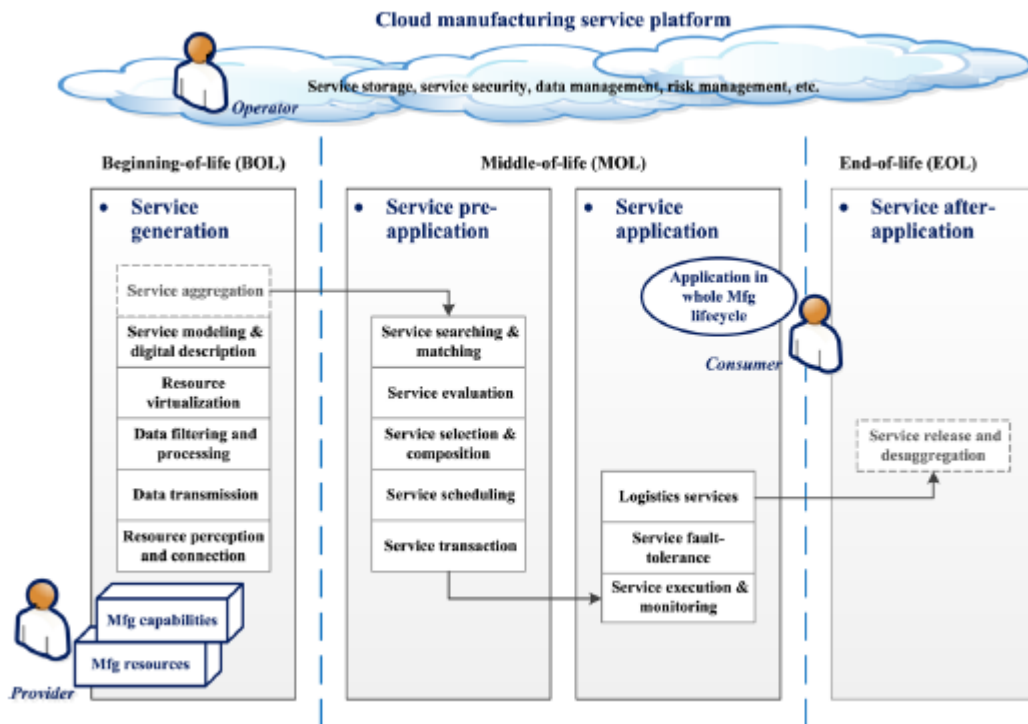 Cloud manufacturing service platform
Service storage, service security, data management, risk management, etc.
Operator
Beginning-of-life (BOL)
Middle-of-life (MOL)
End-of-life (EOL)
• Service
generation
Service aggregation
Service modeling &
digital description
Resource
virtualization
Data filtering and
processing
Data transmission
Resource perception
and connection
Mfg capabilities
Mfg resources
Provider
• Service pre-
application
Service searching &
matching
Service evaluation
Service selection &
composition
Service scheduling
Service transaction
• Service
application
Application in
whole Mfg
lifecycle
Consumer
Logistics services
Service fault-
tolerance
Service execution &
monitoring
• Service after-
application
Service release and
desaggregation